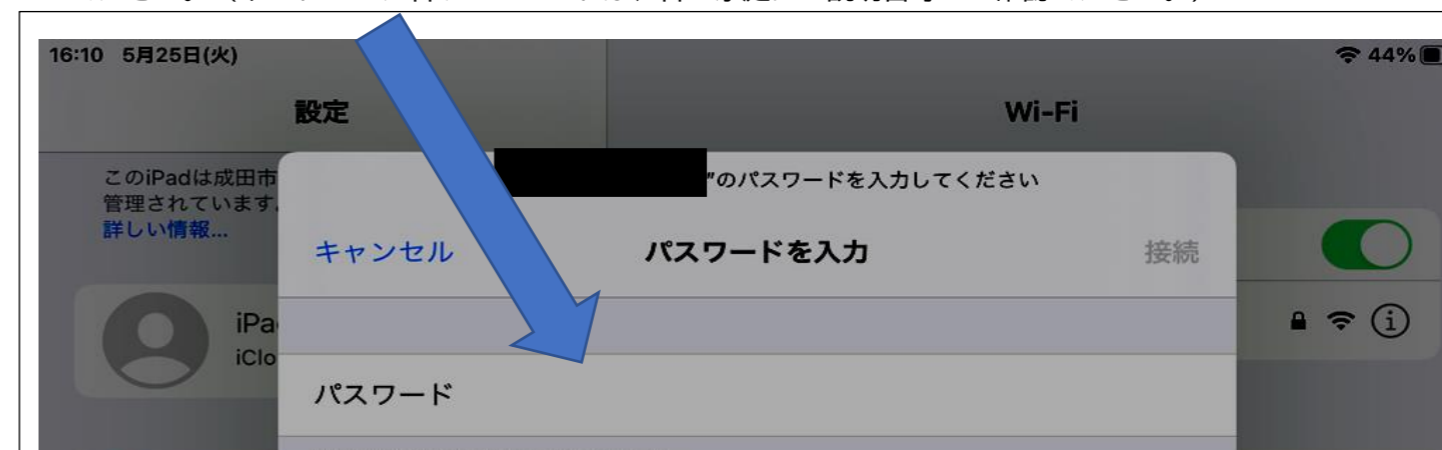 16:10 5月25日(火)
44%
設定
Wi-Fi
このiPadは成田市
管理されています。
詳しい情報...
"のパスワードを入力してください
キャンセル
パスワードを入力
接続
iPa
iClo
パスワード